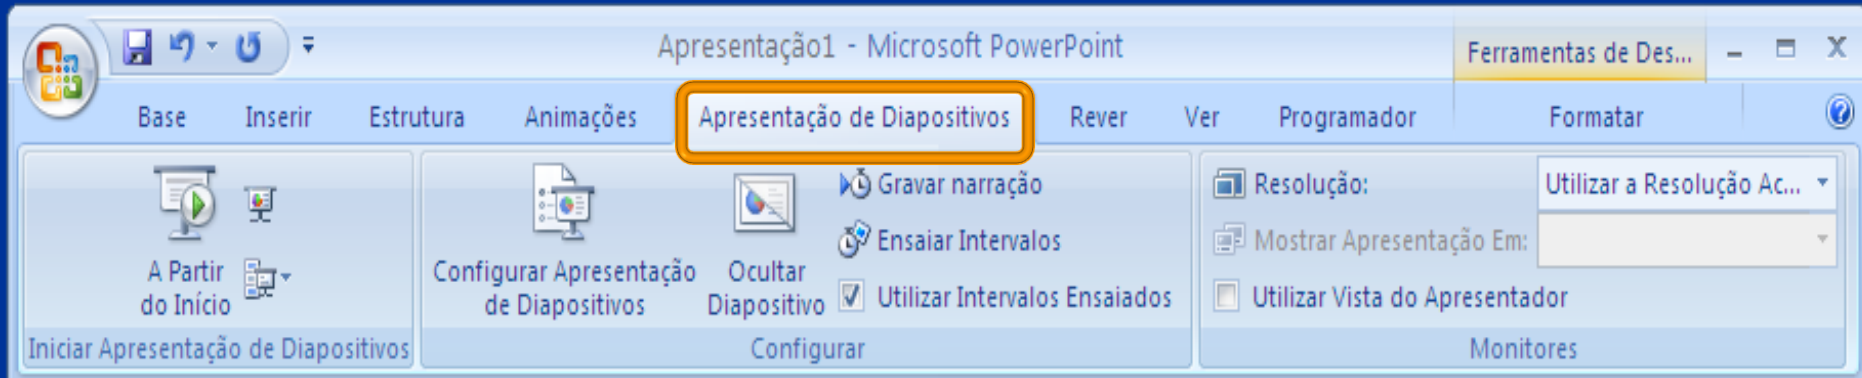 Apresentação1 - Microsoft PowerPoint
Ferramentas de Des...
Base Inserir Estrutura Animações Apresentação de Diapositivos Rever Ver Programador Formatar
A Partir
do Início
Iniciar Apresentação de Diapositivos
Configurar Apresentação
de Diapositivos
Ocultar
Diapositivo
Gravar narração
Ensaiar Intervalos
Utilizar Intervalos Ensaiados
Configurar
Resolução: Utilizar a Resolução Ac...
Mostrar Apresentação Em:
Utilizar Vista do Apresentador
Monitores